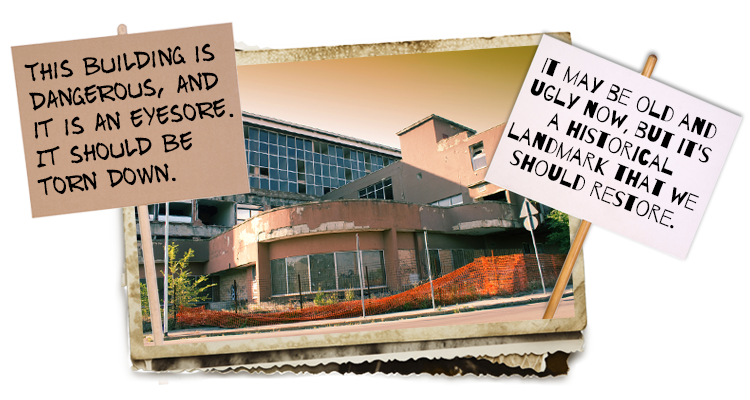 THIS BUILDING IS
DANGEROUS, AND
IT IS AN EYESORE.
IT SHOULD BE
TORN DOWN.
IT MAY BE OLD AND
UGLY NOW, BUT IT'S
A HISTORICAL
LANDMARK THAT WE
SHOULD RESTORE.